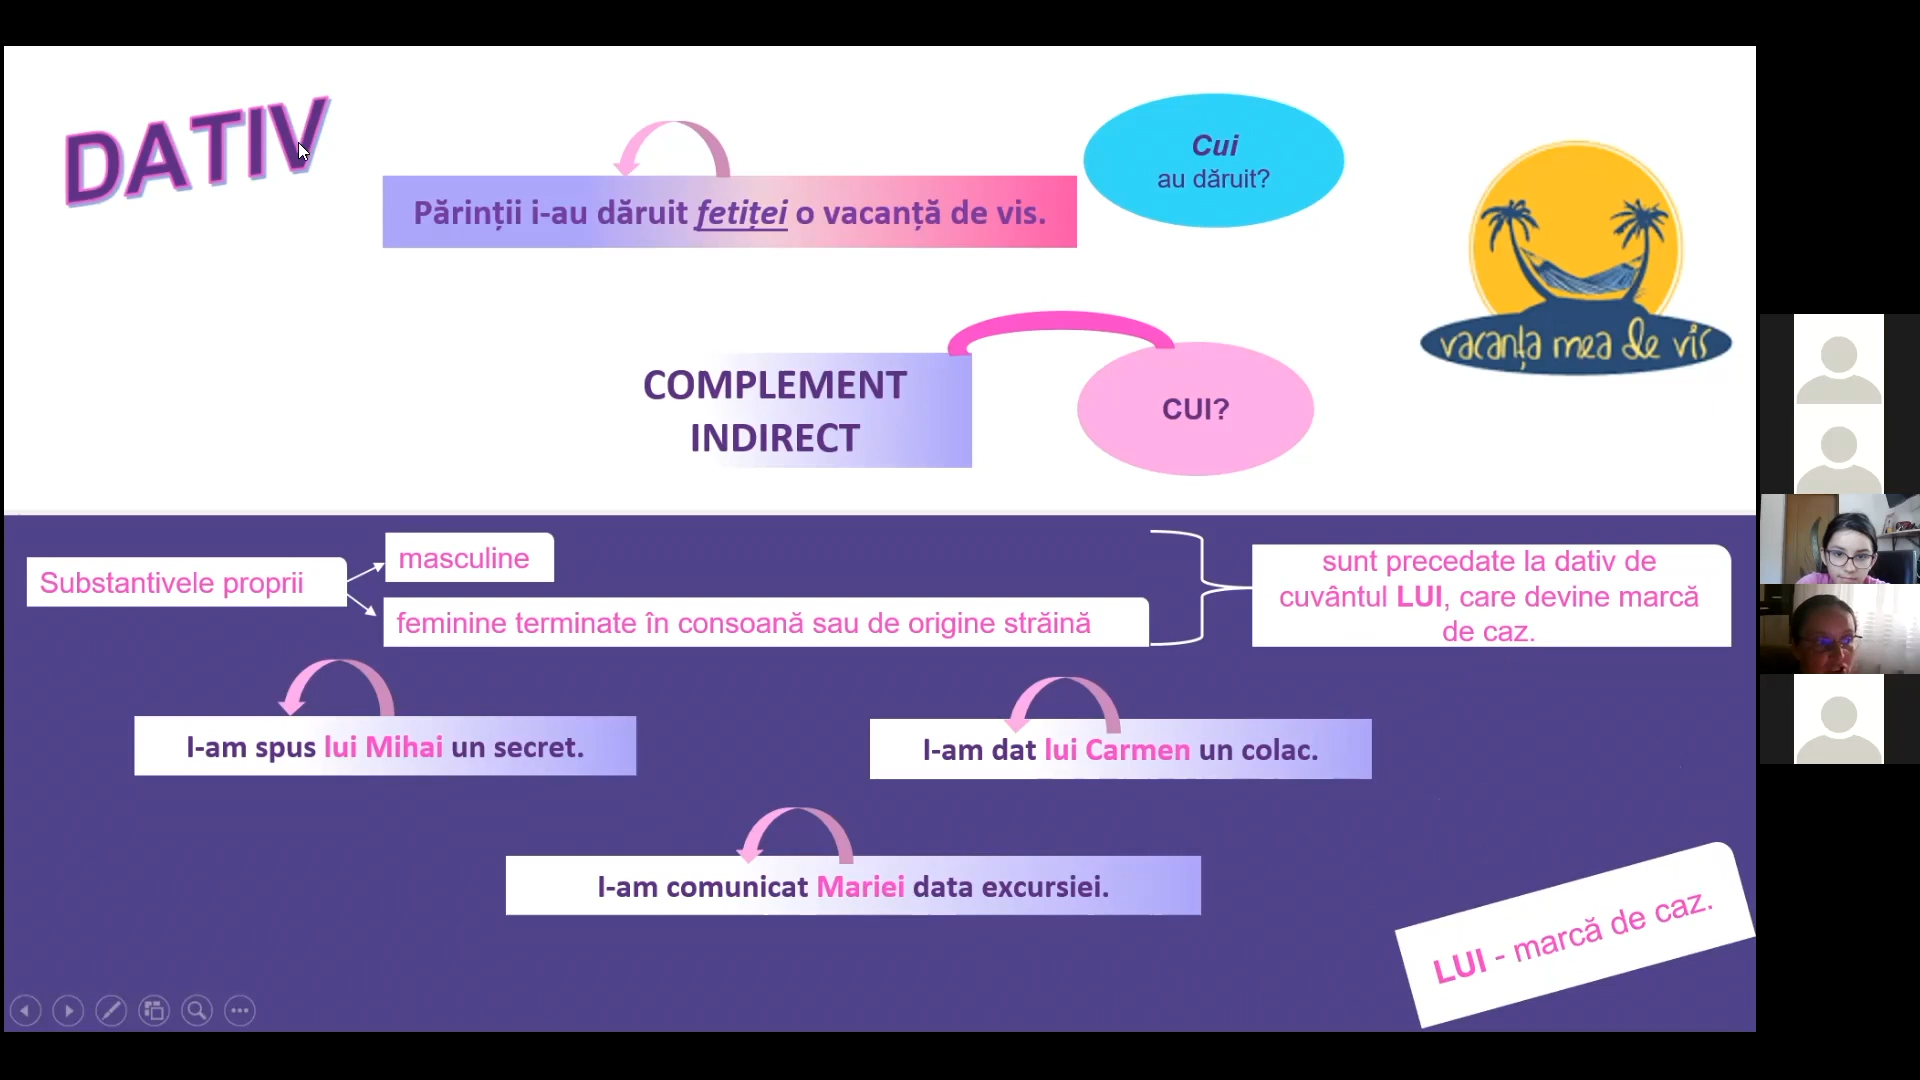 DATIV
Părinții i-au dăruit fetiței o vacanță de vis.
Cui
au dăruit?
vacanța mea de vis
COMPLEMENT
INDIRECT
CUI?
Substantivele proprii
masculine
feminine terminate în consoană sau de origine străină
sunt precedate la dativ de
cuvântul LUI, care devine marcă
de caz.
I-am spus lui Mihai un secret.
I-am dat lui Carmen un colac.
I-am comunicat Mariei data excursiei.
LUI - marcă de caz.